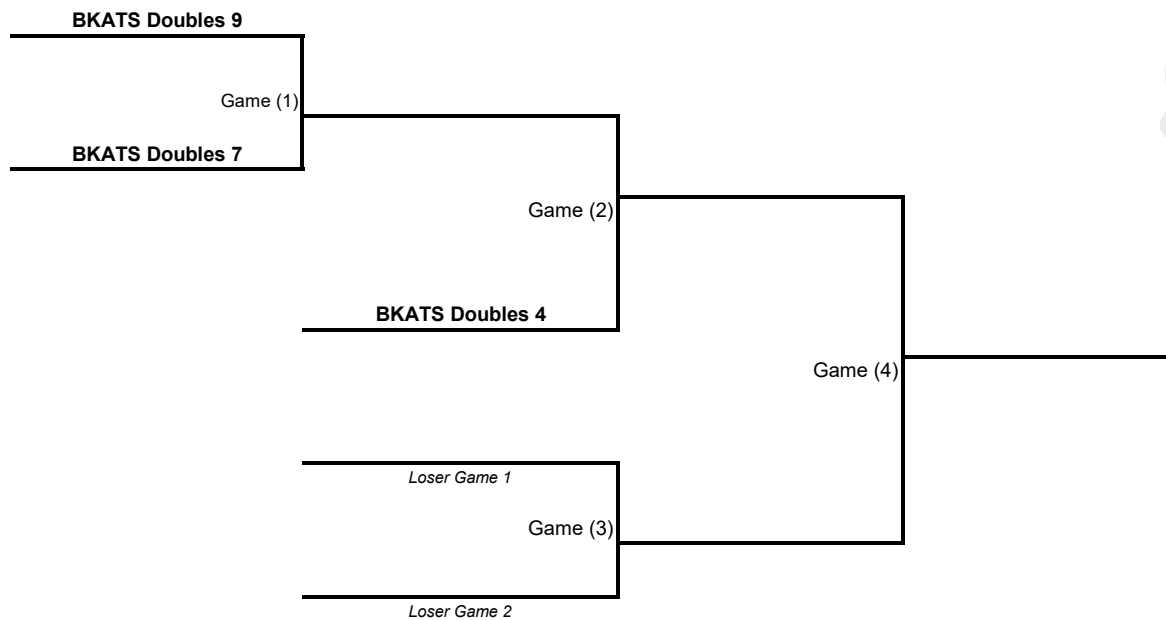 BKATS Doubles 9
Game (1)
BKATS Doubles 7
Game (2)
BKATS Doubles 4
Game (4)
Loser Game 1
Game (3)
Loser Game 2